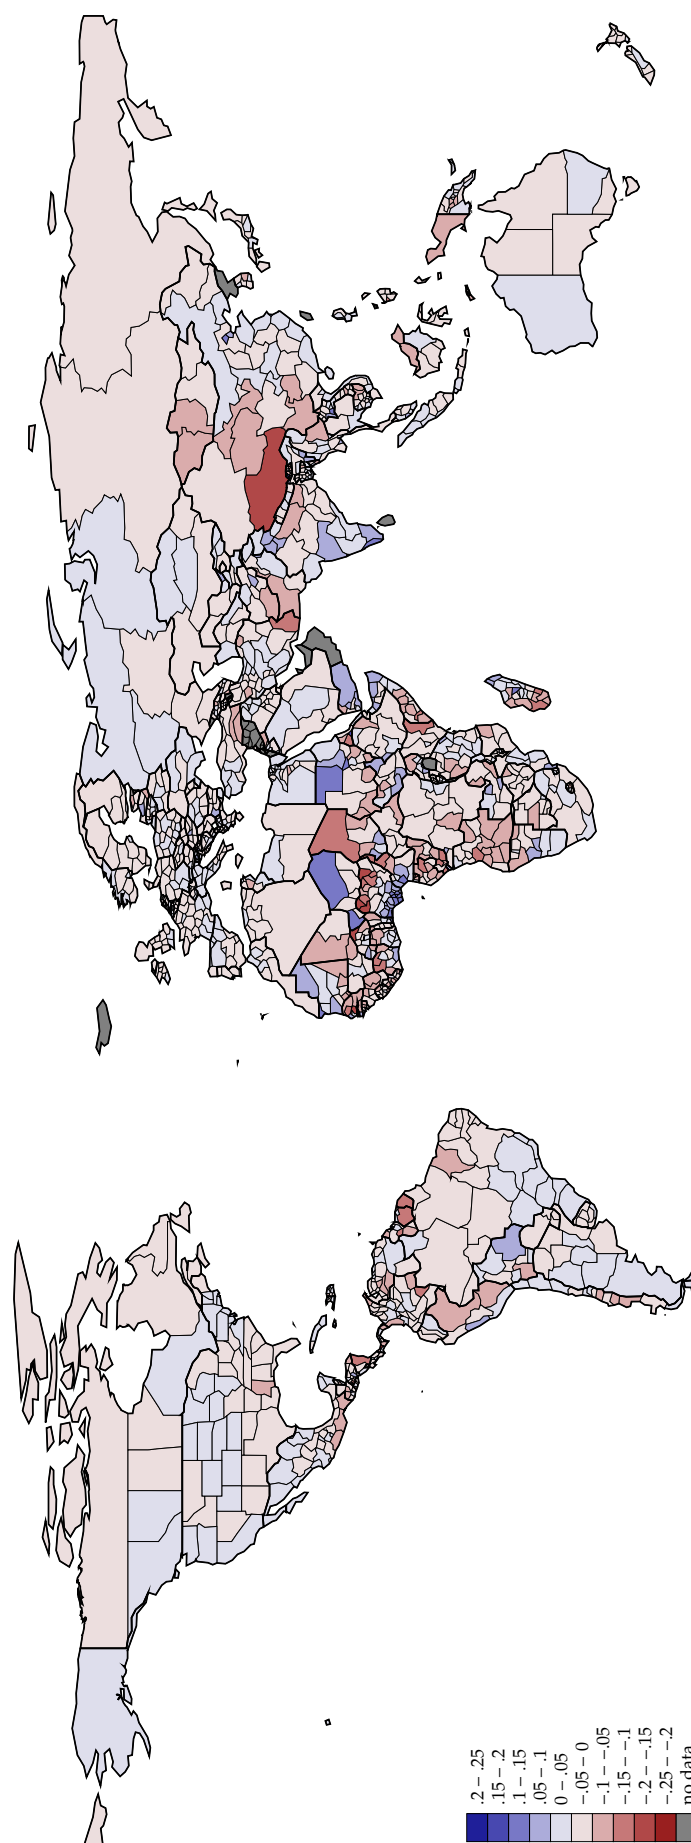 .2 – .25
.15 – .2
.1 – .15
.05 – .1
0 – .05
−.05 – 0
−.1 – −.05
−.15 – −.1
−.2 – −.15
−.25 – −.2
no data